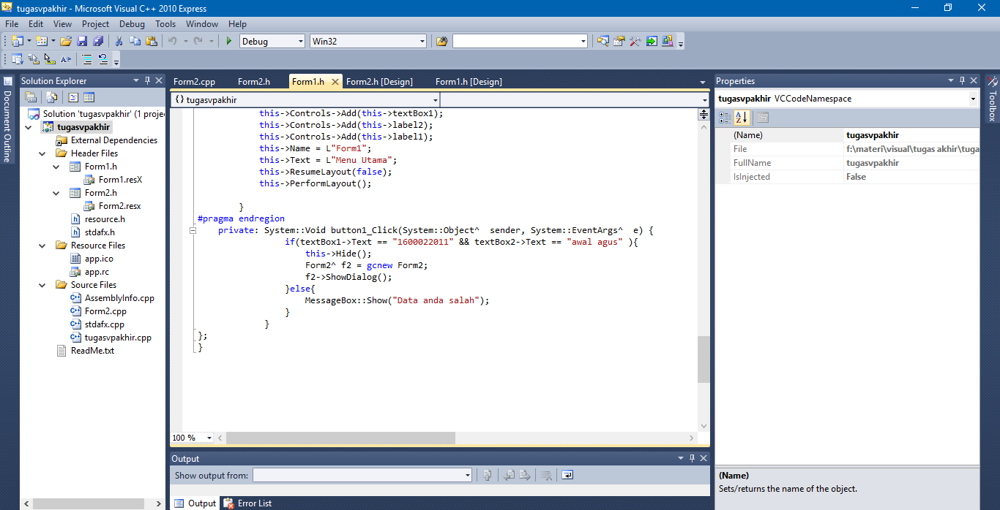 tugasvpakhir - Microsoft Visual C++ 2010 Express
File Edit View Project Debug Tools Window Help
Debug Win32
Document Outline
Solution Explorer
Solution 'tugasvpakhir' (1 proje
tugasvpakhir
External Dependencies
Header Files
Form1.h
Form1.resX
Form2.h
Form2.resx
resource.h
stdafx.h
Resource Files
app.ico
app.rc
Source Files
AssemblyInfo.cpp
Form2.cpp
stdafx.cpp
tugasvpakhir.cpp
ReadMe.txt
Form2.cpp Form2.h Form1.h Form2.h [Design] Form1.h [Design]
{} tugasvpakhir
this->Controls->Add(this->textBox1);
this->Controls->Add(this->label2);
this->Controls->Add(this->label1);
this->Name = L"Form1";
this->Text = L"Menu Utama";
this->ResumeLayout(false);
this->PerformLayout();
}
#pragma endregion
private: System::Void button1_Click(System::Object^  sender, System::EventArgs^  e) {
if(textBox1->Text == "1600022011" && textBox2->Text == "awal agus" ){
this->Hide();
Form2^ f2 = gcnew Form2;
f2->ShowDialog();
}else{
MessageBox::Show("Data anda salah");
}
}
};
}
100 %
Output
Show output from:
Output Error List
Properties
tugasvpakhir VCCodeNamespace
(Name) tugasvpakhir
File f:\materi\visual\tugas akhir\tuga
FullName tugasvpakhir
IsInjected False
(Name)
Sets/returns the name of the object.
Toolbox